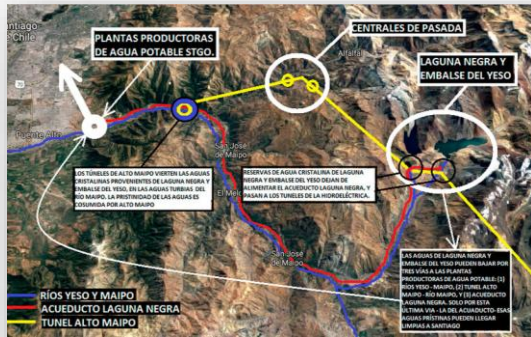 Santiago
de Chile
PLANTAS PRODUCTORAS
DE AGUA POTABLE STGO.
CENTRALES DE PASADA
Alfalfal
LAGUNA NEGRA Y
EMBALSE DEL YESO
Puente Alto
San José
de Maipo
LOS TÚNELES DE ALTO MAIPO VIERTEN LAS AGUAS
CRISTALINAS PROVENIENTES DE LAGUNA NEGRA Y
EMBALSE DEL YESO, EN LAS AGUAS TURBIAS DEL
RÍO MAIPO. LA PRISTINIDAD DE LAS AGUAS ES
COSUMIDA POR ALTO MAIPO
RESERVAS DE AGUA CRISTALINA DE LAGUNA
NEGRA Y EMBALSE DEL YESO DEJAN DE
ALIMENTAR EL ACUEDUCTO LAGUNA NEGRA, Y
PASAN A LOS TUNELES DE LA HIDROELÉCTRICA.
El Melo
San José de
Maipo
LAS AGUAS DE LAGUNA NEGRA Y
EMBALSE DEL YESO PUEDEN BAJAR POR
TRES VÍAS A LAS PLANTAS
PRODUCTORAS DE AGUA POTABLE: (1)
RÍOS YESO - MAIPO, (2) TUNEL ALTO
MAIPO - RÍO MAIPO, Y (3) ACUEDUCTO
LAGUNA NEGRA. SOLO POR ESTA
ÚLTIMA VIA - LA DEL ACUADUCTO- ESAS
AGUAS PRÍSTINAS PUEDEN LLEGAR
LIMPIAS A SANTIAGO
RÍOS YESO Y MAIPO
ACUEDUCTO LAGUNA NEGRA
TUNEL ALTO MAIPO